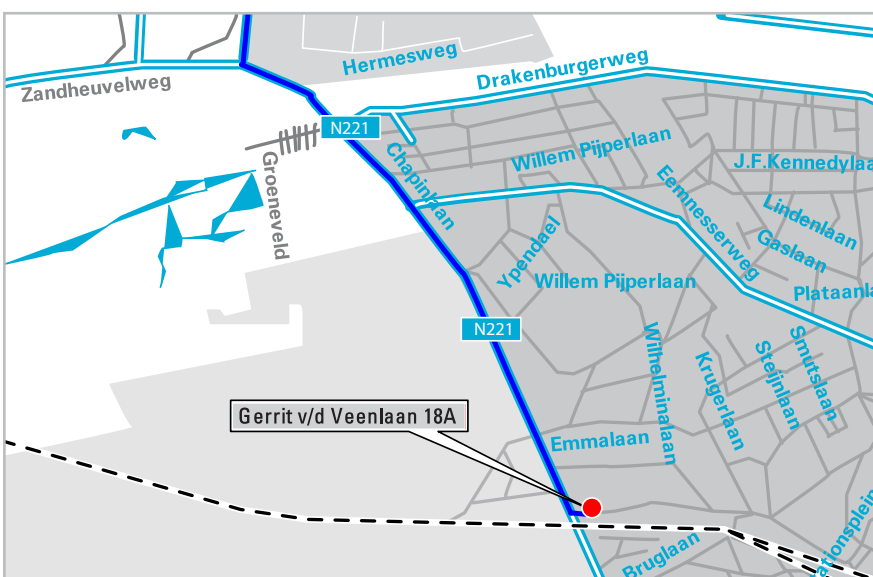 Hermesweg
Drakenburgerweg
Zandheuvelweg
N221
Willem Pijperlaan
J.F.Kennedylaa
Chapinlaan
Groeneveld
Eemnesserweg
Lindenlaan
Gaslaan
Ypendael
Willem Pijperlaan
Plataanla
N221
Wilhelminalaan
Krugerlaan
Steijnlaan
Smutslaan
Gerrit v/d Veenlaan 18A
Emmalaan
Bruglaan
ationsplein